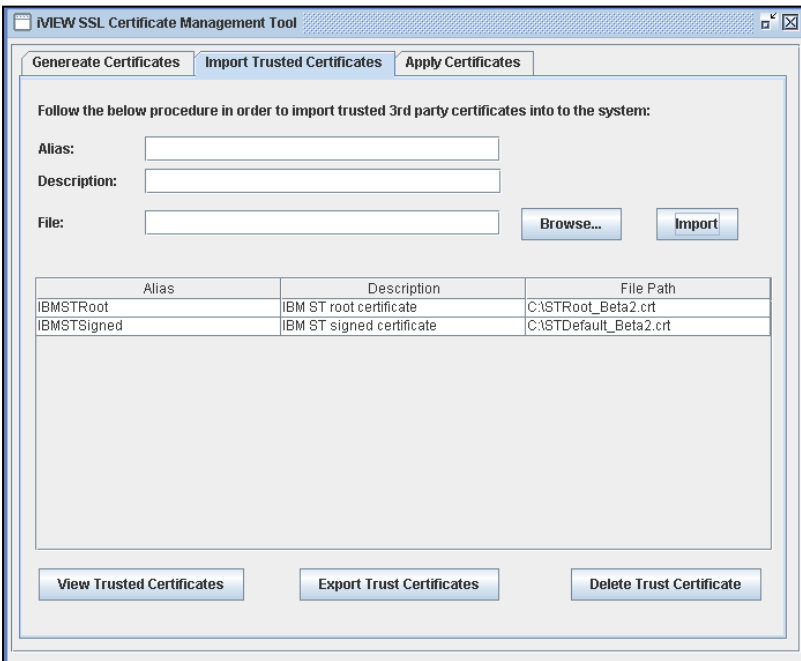 iVIEW SSL Certificate Management Tool
Genereate Certificates Import Trusted Certificates Apply Certificates
Follow the below procedure in order to import trusted 3rd party certificates into to the system:
Alias:
Description:
File: Browse... Import
Alias Description File Path
IBMSTRoot IBM ST root certificate C:\STRoot_Beta2.crt
IBMSTSigned IBM ST signed certificate C:\STDefault_Beta2.crt
View Trusted Certificates Export Trust Certificates Delete Trust Certificate